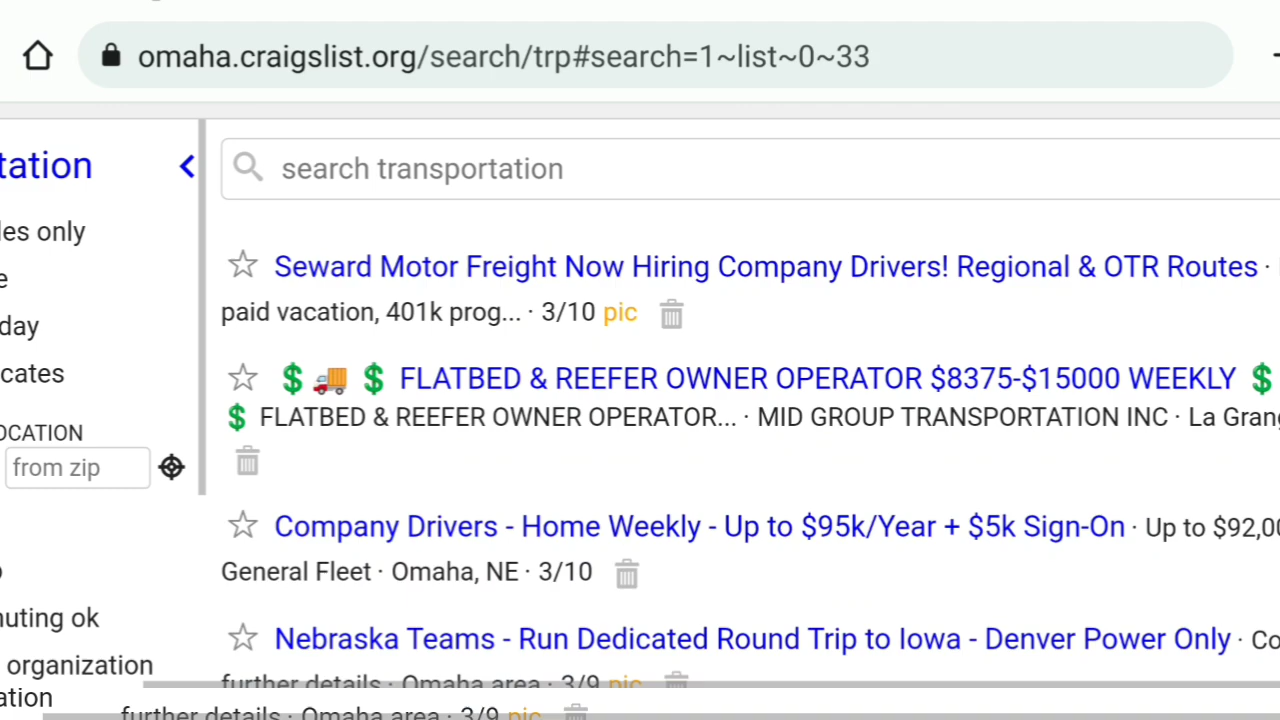 omaha.craigslist.org/search/trp#search=1~list~0~33
tation
search transportation
les only
e
day
cates
OCATION
from zip
Seward Motor Freight Now Hiring Company Drivers! Regional & OTR Routes ·
paid vacation, 401k prog... · 3/10 pic
FLATBED & REEFER OWNER OPERATOR $8375-$15000 WEEKLY
FLATBED & REEFER OWNER OPERATOR... · MID GROUP TRANSPORTATION INC · La Grang
Company Drivers - Home Weekly - Up to $95k/Year + $5k Sign-On · Up to $92,00
General Fleet · Omaha, NE · 3/10
nuting ok
organization
ation
Nebraska Teams - Run Dedicated Round Trip to Iowa - Denver Power Only · Co
further details · Omaha area · 3/9 pic
further details · Omaha area · 3/9 pic